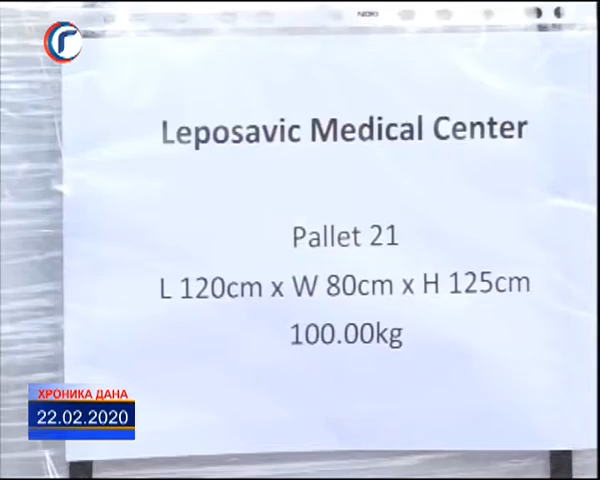 Leposavic Medical Center
Pallet 21
L 120cm x W 80cm x H 125cm
100.00kg
ХРОНИКА ДАНА
22.02.2020